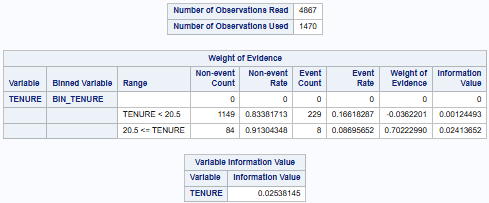 Number of Observations Read 4867
Number of Observations Used 1470
Weight of Evidence
Variable Binned Variable Range Non-event Count Non-event Rate Event Count Event Rate Weight of Evidence Information Value
TENURE BIN_TENURE 0 0 0 0 0 0
TENURE < 20.5 1149 0.83381713 229 0.16618287 -0.0362201 0.00124493
20.5 <= TENURE 84 0.91304348 8 0.08695652 0.70222990 0.02413652
Variable Information Value
Variable Information Value
TENURE 0.02538145